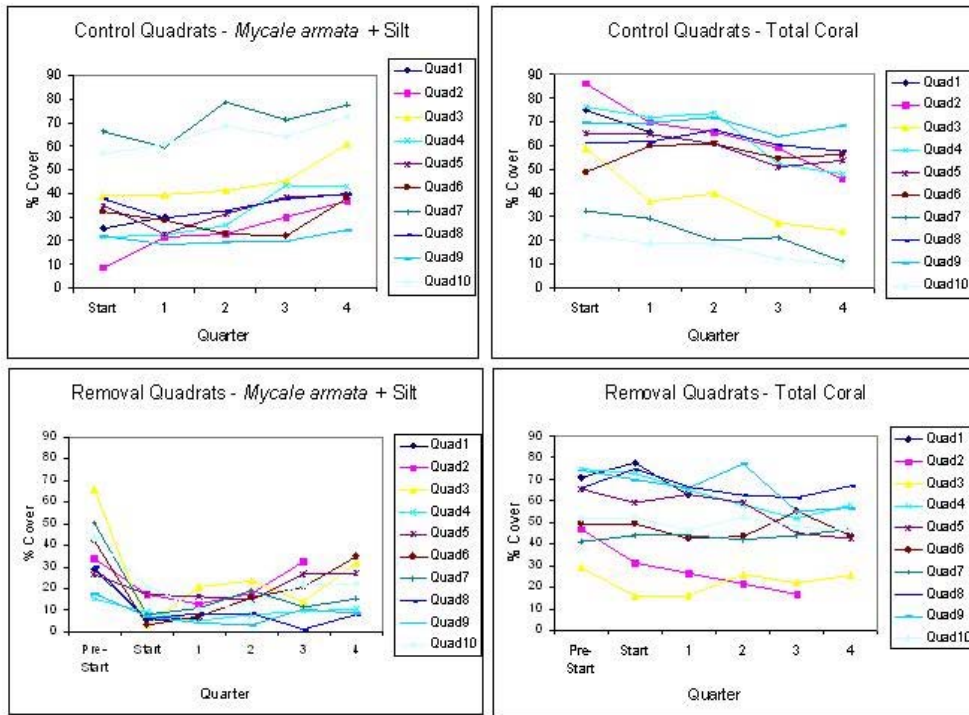 Control Quadrats - Mycale armata + Silt
% Cover
90
80
70
60
50
40
30
20
10
0
Start 1 2 3 4
Quarter
Quad1
Quad2
Quad3
Quad4
Quad5
Quad6
Quad7
Quad8
Quad9
Quad10
Control Quadrats - Total Coral
% Cover
90
80
70
60
50
40
30
20
10
0
Start 1 2 3 4
Quarter
Quad1
Quad2
Quad3
Quad4
Quad5
Quad6
Quad7
Quad8
Quad9
Quad10
Removal Quadrats - Mycale armata + Silt
% Cover
90
80
70
60
50
40
30
20
10
0
Pre- Start 1 2 3 4
Start
Quarter
Quad1
Quad2
Quad3
Quad4
Quad5
Quad6
Quad7
Quad8
Quad9
Quad10
Removal Quadrats - Total Coral
% Cover
90
80
70
60
50
40
30
20
10
0
Pre- Start 1 2 3 4
Start
Quarter
Quad1
Quad2
Quad3
Quad4
Quad5
Quad6
Quad7
Quad8
Quad9
Quad10